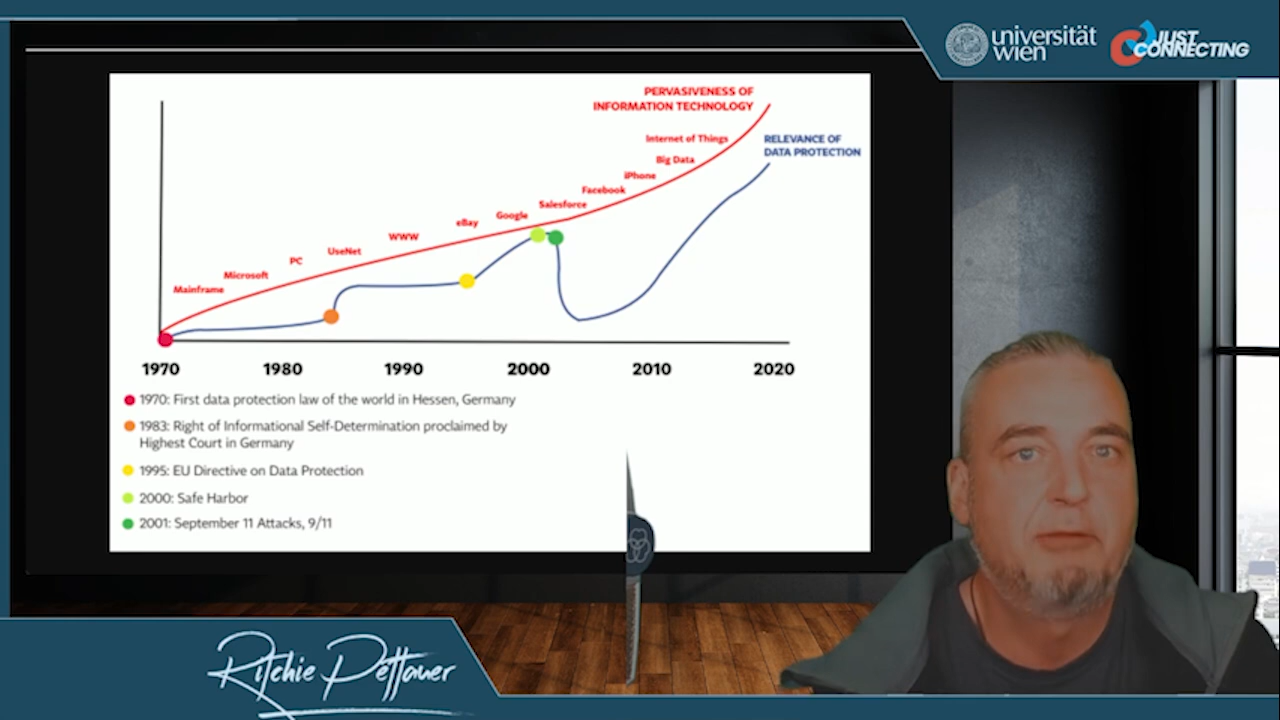 universität
wien
JUST
CONNECTING
PERVASIVENESS OF
INFORMATION TECHNOLOGY
RELEVANCE OF
DATA PROTECTION
Internet of Things
Big Data
iPhone
Facebook
Salesforce
Google
eBay
WWW
UseNet
PC
Microsoft
Mainframe
1970 1980 1990 2000 2010 2020
1970: First data protection law of the world in Hessen, Germany
1983: Right of Informational Self-Determination proclaimed by
Highest Court in Germany
1995: EU Directive on Data Protection
2000: Safe Harbor
2001: September 11 Attacks, 9/11
Ritchie Pettauer